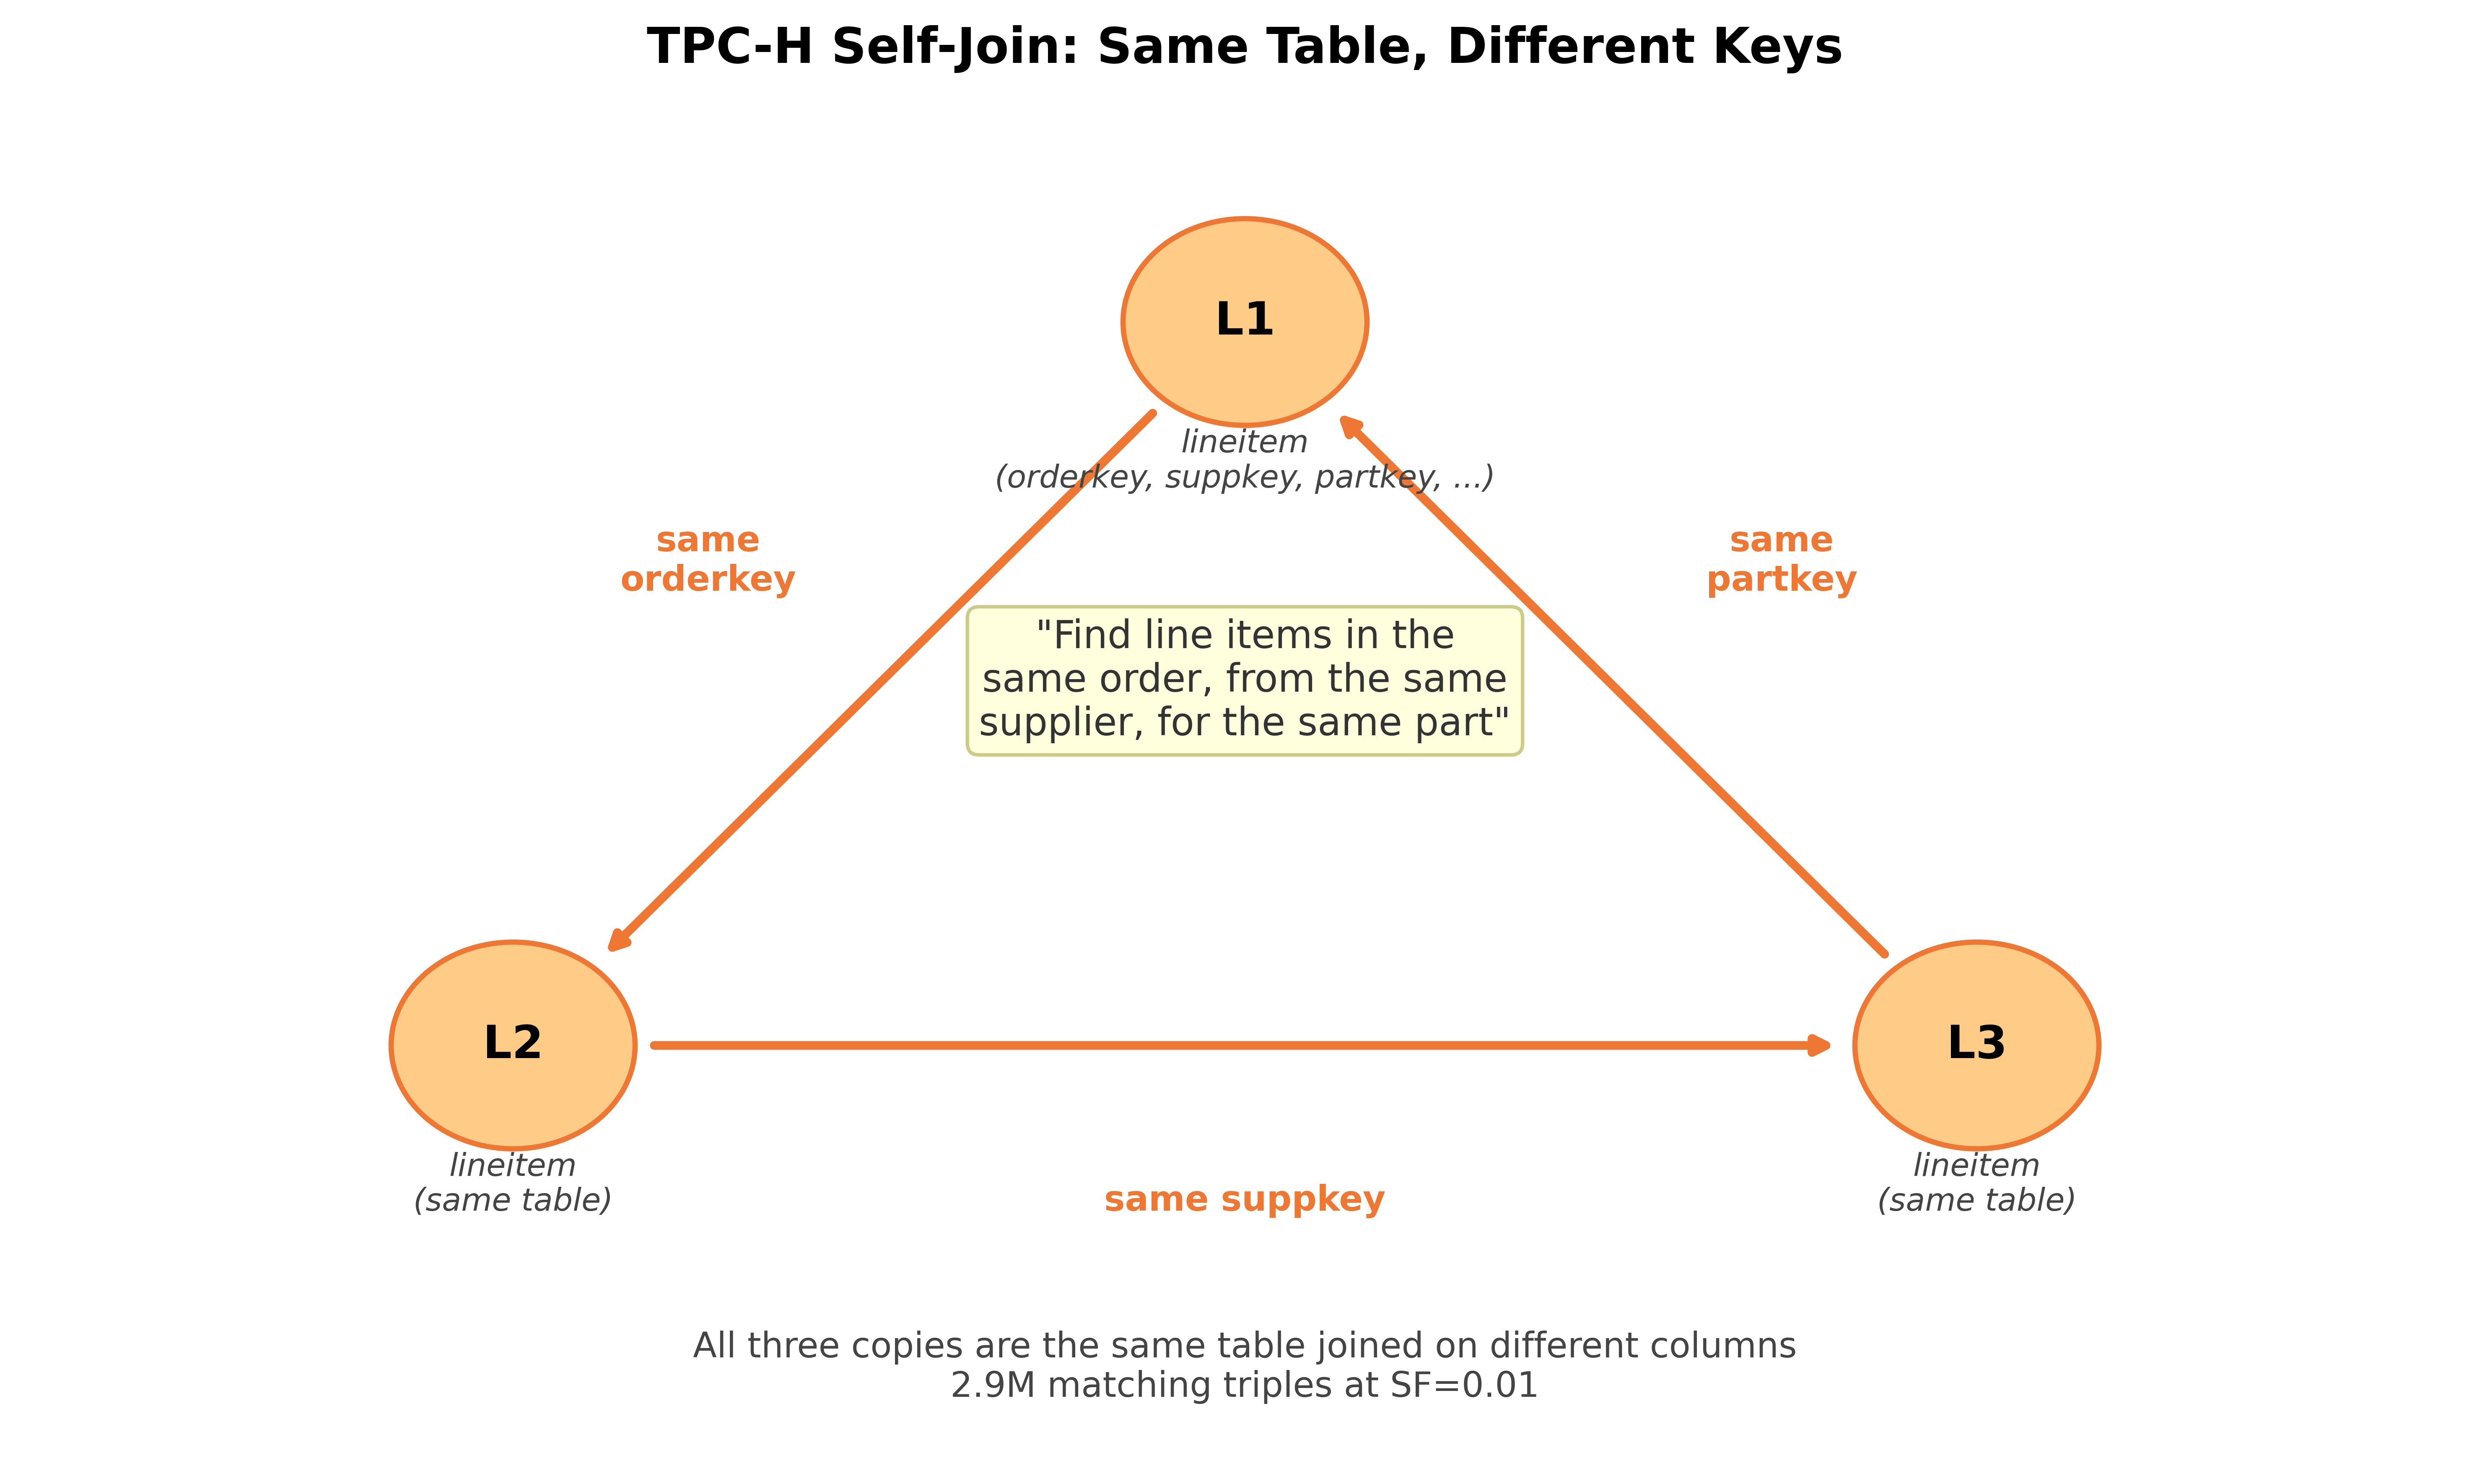 TPC-H Self-Join: Same Table, Different Keys
L1
lineitem
(orderkey, suppkey, partkey, ...)
same
orderkey
same
partkey
"Find line items in the
same order, from the same
supplier, for the same part"
L2
L3
lineitem
(same table)
lineitem
(same table)
same suppkey
All three copies are the same table joined on different columns
2.9M matching triples at SF=0.01